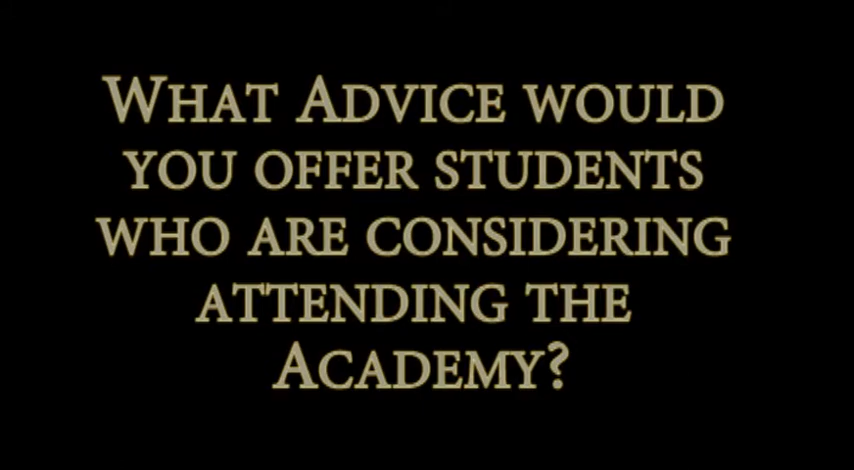 What Advice would
you offer students
who are considering
attending the
Academy?